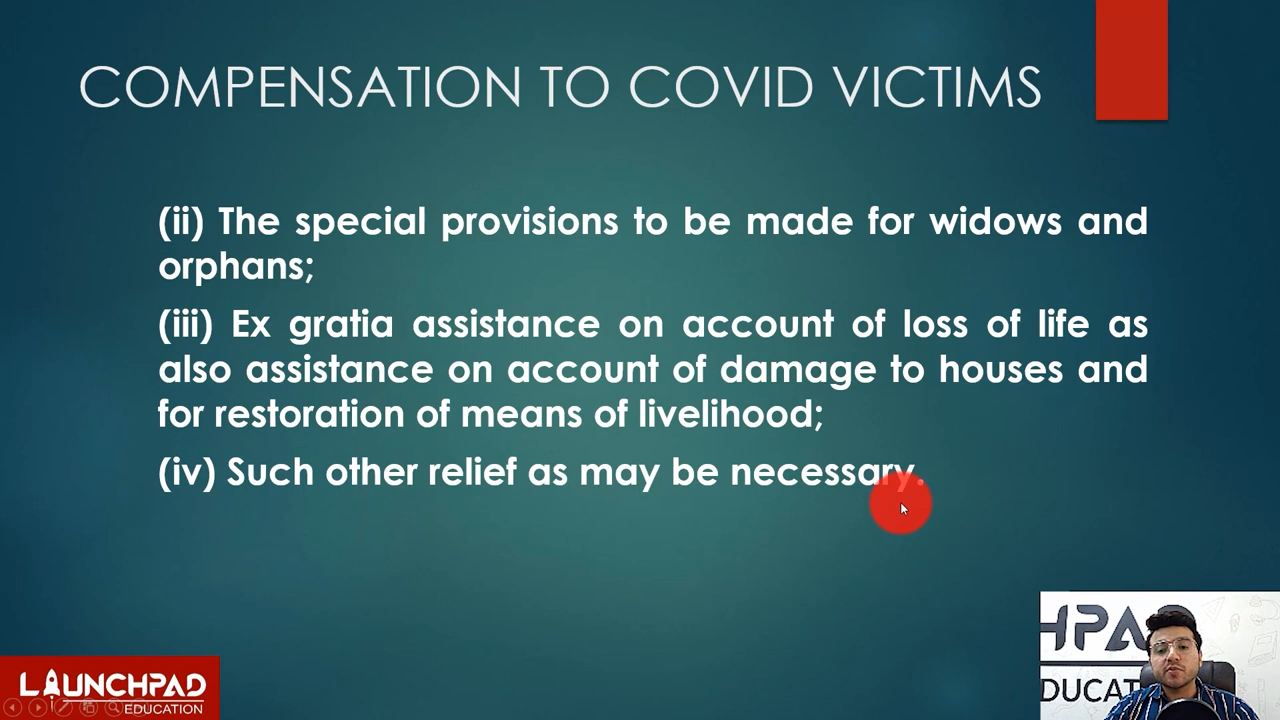 COMPENSATION TO COVID VICTIMS
(ii) The special provisions to be made for widows and
orphans;
(iii) Ex gratia assistance on account of loss of life as
also assistance on account of damage to houses and
for restoration of means of livelihood;
(iv) Such other relief as may be necessary.
HPAD
DUCAT
LAUNCHPAD
EDUCATION